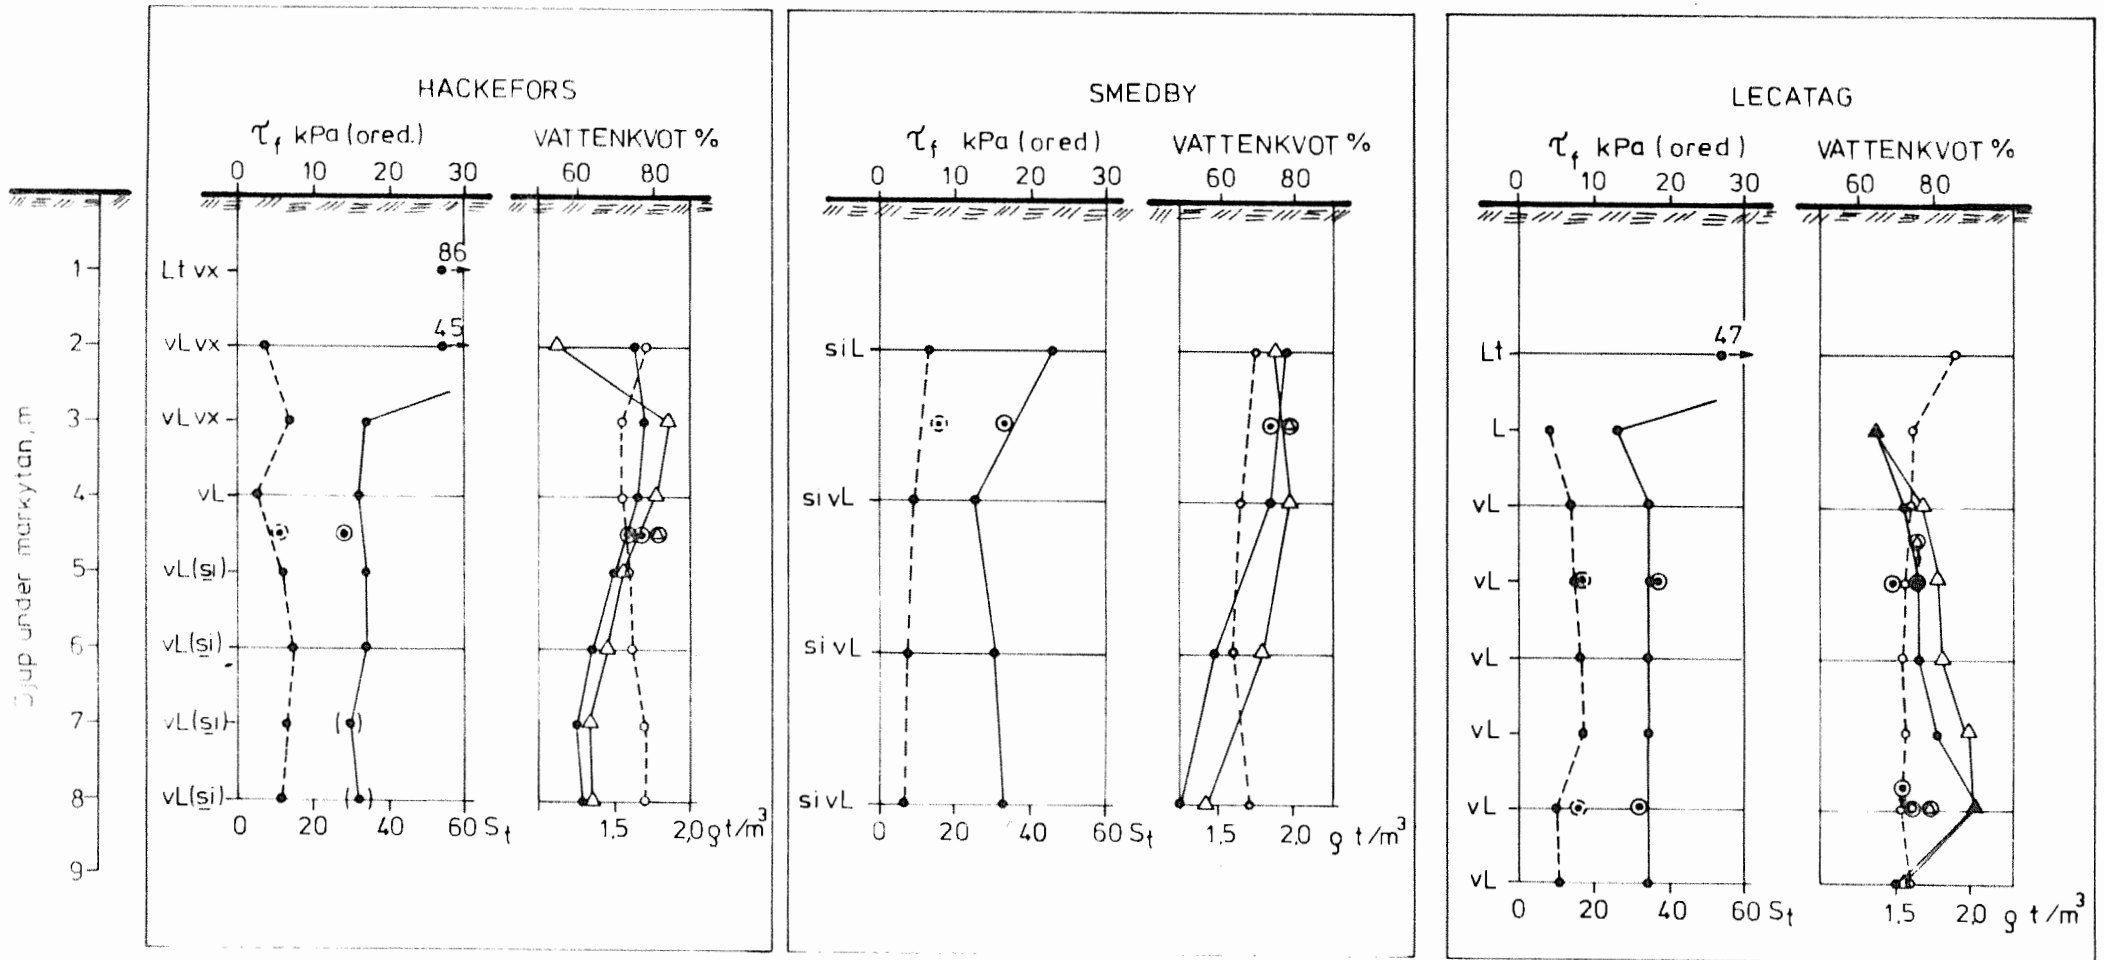 HACKEFORS
τf kPa (ored.)
VATTENKVOT %
0 10 20 30
60 80
86
45
Lt vx
vL vx
vL vx
vL
vL(si)
vL(si)
vL(si)
vL(si)
0 20 40 60 St
1,5 2,0 ϱ t/m³
Djup under markytan, m
1
2
3
4
5
6
7
8
9
SMEDBY
τf kPa (ored)
VATTENKVOT %
0 10 20 30
60 80
siL
si vL
si vL
si vL
0 20 40 60 St
1,5 2,0 ϱ t/m³
LECATAG
τf kPa (ored)
VATTENKVOT %
0 10 20 30
60 80
47
Lt
L
vL
vL
vL
vL
vL
vL
0 20 40 60 St
1,5 2,0 ϱ t/m³